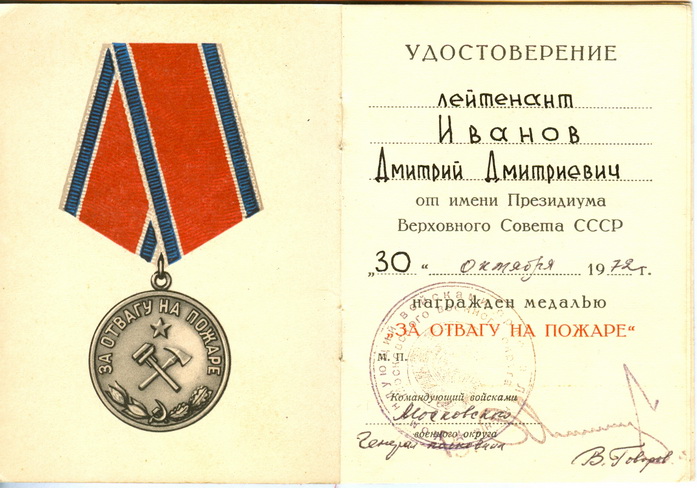 ЗА ОТВАГУ НА ПОЖАРЕ
УДОСТОВЕРЕНИЕ
лейтенант
Иванов
Дмитрий Дмитриевич
от имени Президиума
Верховного Совета СССР
„30“ октября 1972 г.
награжден медалью
"ЗА ОТВАГУ НА ПОЖАРЕ"
М. П.
Командующий войсками
Московского
военного округа
Генерал
В. Говоров